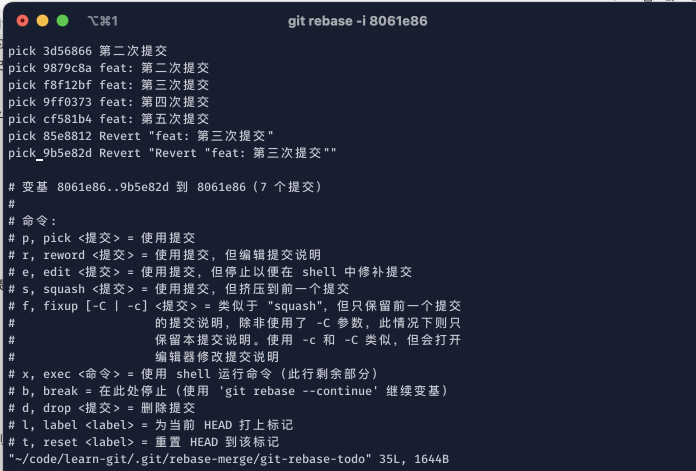 ⌥⌘1 git rebase -i 8061e86
pick 3d56866 第二次提交
pick 9879c8a feat: 第二次提交
pick f8f12bf feat: 第三次提交
pick 9ff0373 feat: 第四次提交
pick cf581b4 feat: 第五次提交
pick 85e8812 Revert "feat: 第三次提交"
pick 9b5e82d Revert "Revert "feat: 第三次提交""
# 变基 8061e86..9b5e82d 到 8061e86（7 个提交）
#
# 命令:
# p, pick <提交> = 使用提交
# r, reword <提交> = 使用提交，但编辑提交说明
# e, edit <提交> = 使用提交，但停止以便在 shell 中修补提交
# s, squash <提交> = 使用提交，但挤压到前一个提交
# f, fixup [-C | -c] <提交> = 类似于 "squash"，但只保留前一个提交
# 的提交说明，除非使用了 -C 参数，此情况下则只
# 保留本提交说明。使用 -c 和 -C 类似，但会打开
# 编辑器修改提交说明
# x, exec <命令> = 使用 shell 运行命令（此行剩余部分）
# b, break = 在此处停止（使用 'git rebase --continue' 继续变基）
# d, drop <提交> = 删除提交
# l, label <label> = 为当前 HEAD 打上标记
# t, reset <label> = 重置 HEAD 到该标记
"~/code/learn-git/.git/rebase-merge/git-rebase-todo" 35L, 1644B